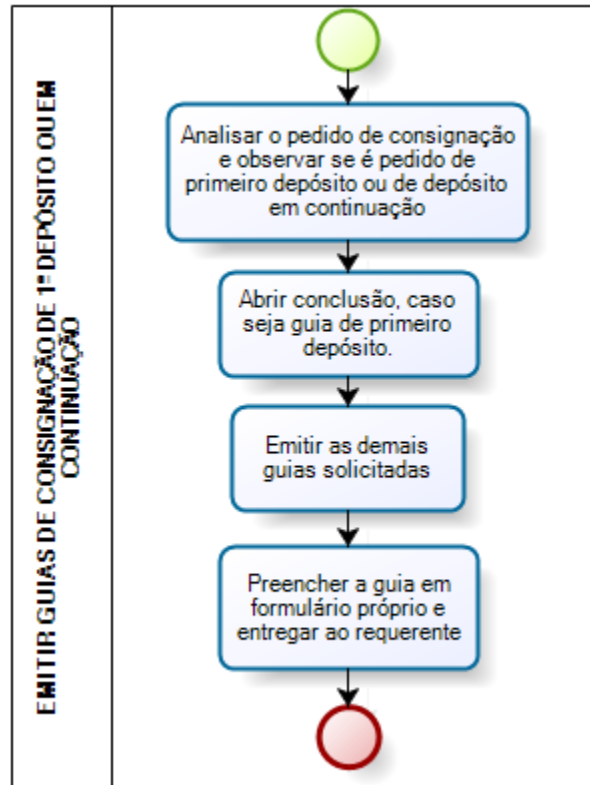 EMITIR GUIAS DE CONSIGNAÇÃO DE 1º DEPÓSITO OU EM
CONTINUAÇÃO
Analisar o pedido de consignação
e observar se é pedido de
primeiro depósito ou de depósito
em continuação
Abrir conclusão, caso
seja guia de primeiro
depósito.
Emitir as demais
guias solicitadas
Preencher a guia em
formulário próprio e
entregar ao requerente